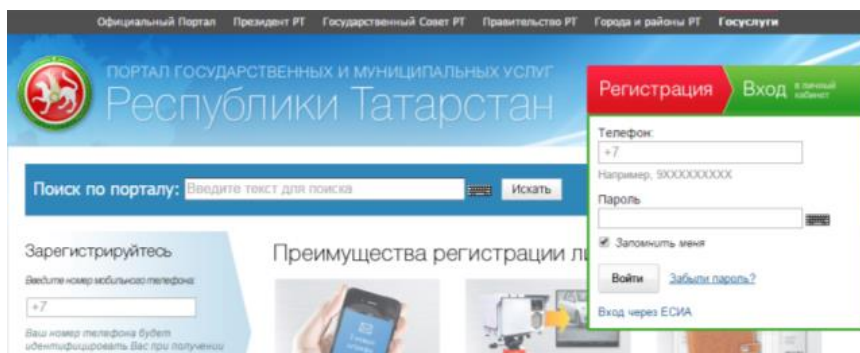 Официальный Портал Президент РТ Государственный Совет РТ Правительство РТ Города и районы РТ Госуслуги
ПОРТАЛ ГОСУДАРСТВЕННЫХ И МУНИЦИПАЛЬНЫХ УСЛУГ
Республики Татарстан
Регистрация Вход в личный кабинет
Телефон:
+7
Например, 9XXXXXXXXX
Пароль
Запомнить меня
Войти Забыли пароль?
Вход через ЕСИА
Поиск по порталу: Введите текст для поиска Искать
Зарегистрируйтесь
Введите номер мобильного телефона:
+7
Ваш номер телефона будет
идентифицировать Вас при получении
Преимущества регистрации